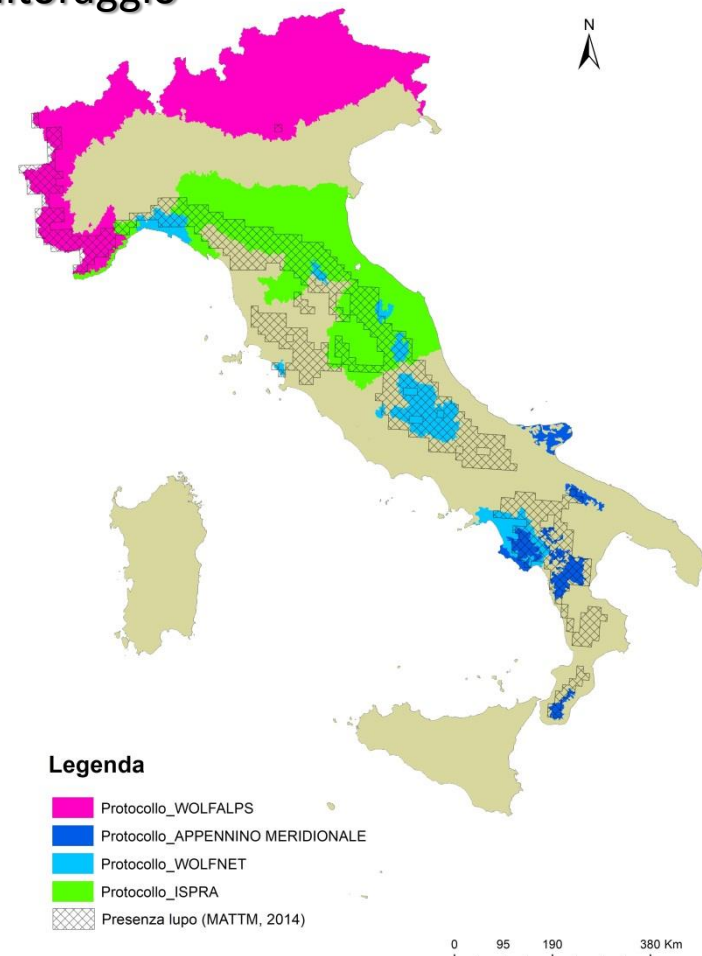 N
Legenda
Protocollo_WOLFALPS
Protocollo_APPENNINO MERIDIONALE
Protocollo_WOLFNET
Protocollo_ISPRA
Presenza lupo (MATTM, 2014)
0 95 190 380 Km